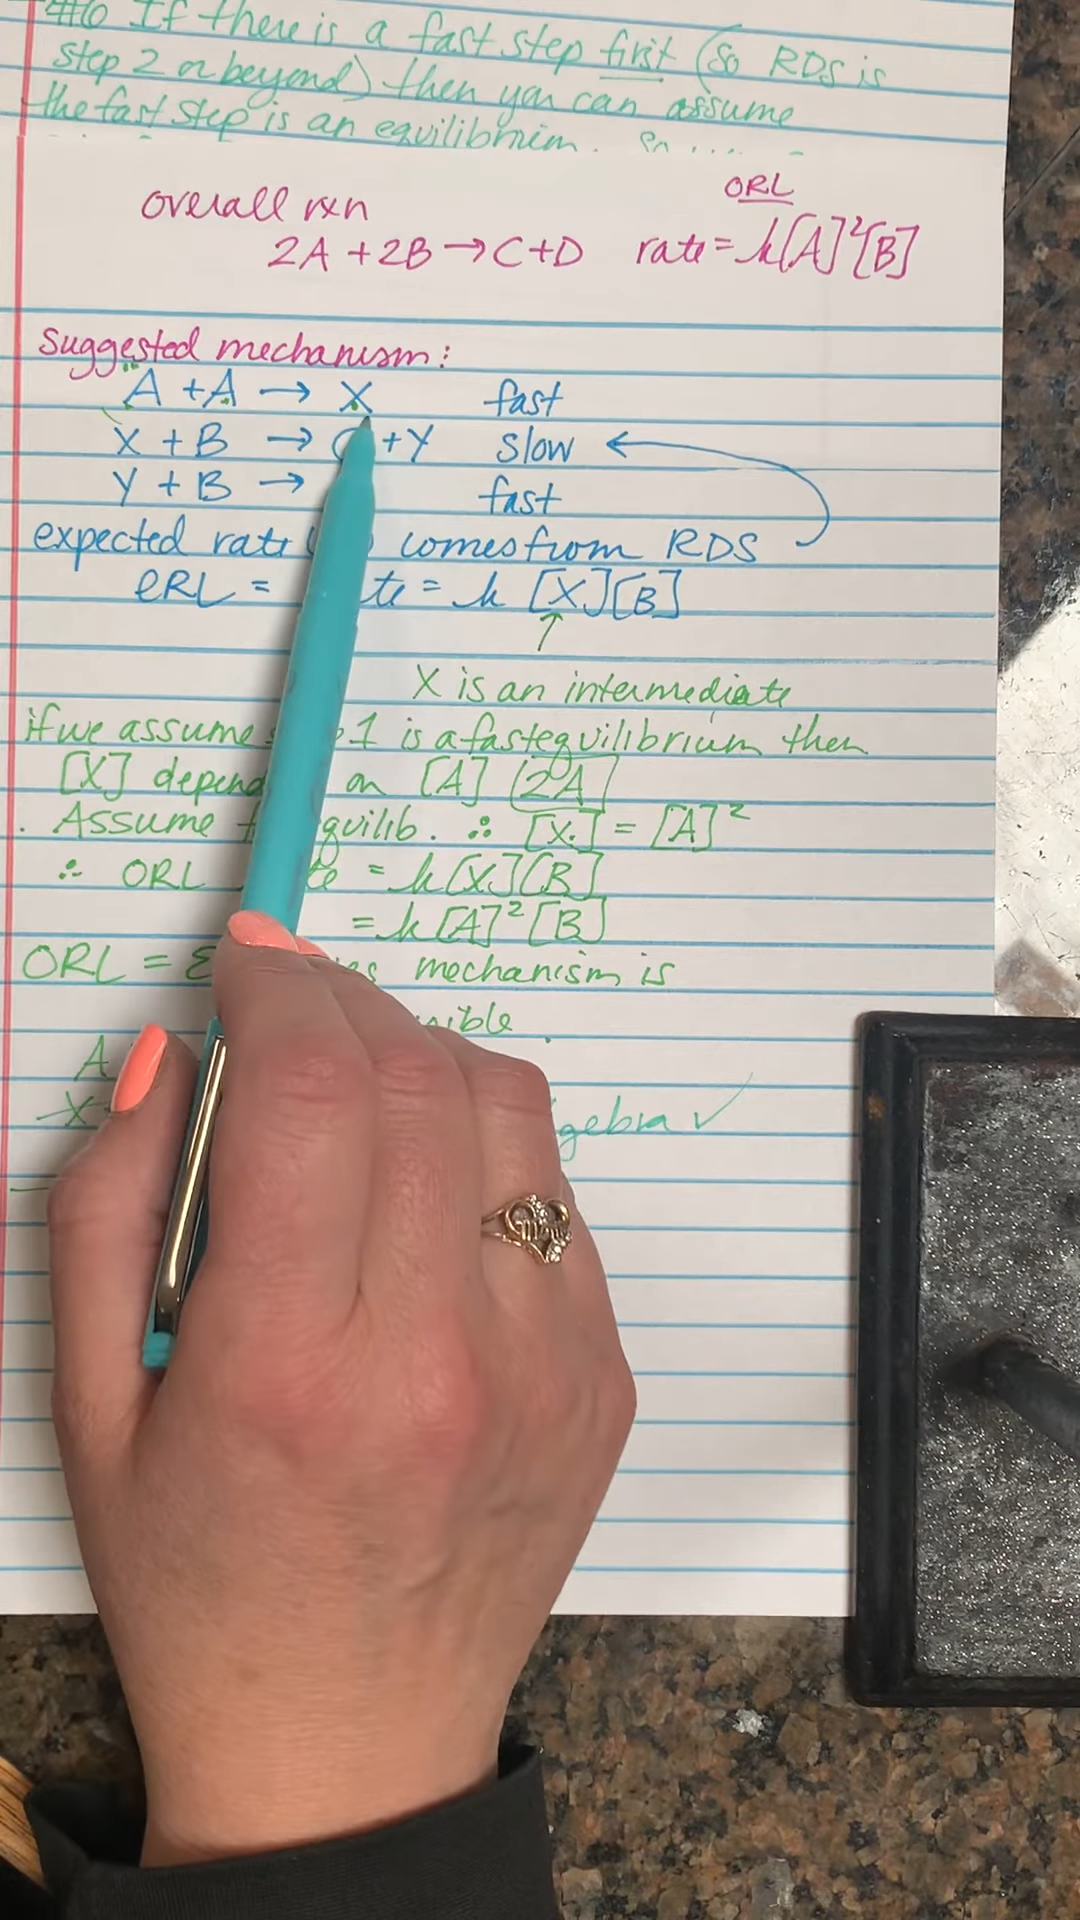 #6 If there is a fast step first (so RDS is
step 2 or beyond) then you can assume
the fast step is an equilibrium.
ORL
overall rxn
2A + 2B → C + D rate = k[A]²[B]
suggested mechanism:
A + A → X fast
X + B → + Y slow
Y + B → fast
expected rate comes from RDS
ERL = = k [X][B]
↑
X is an intermediate
if we assume 1 is a fast equilibrium then
[X] on [A] [2A]
Assume equilib. ∴ [X] = [A]²
∴ ORL = k[X][B]
= k[A]²[B]
ORL = mechanism is
A
X ✓